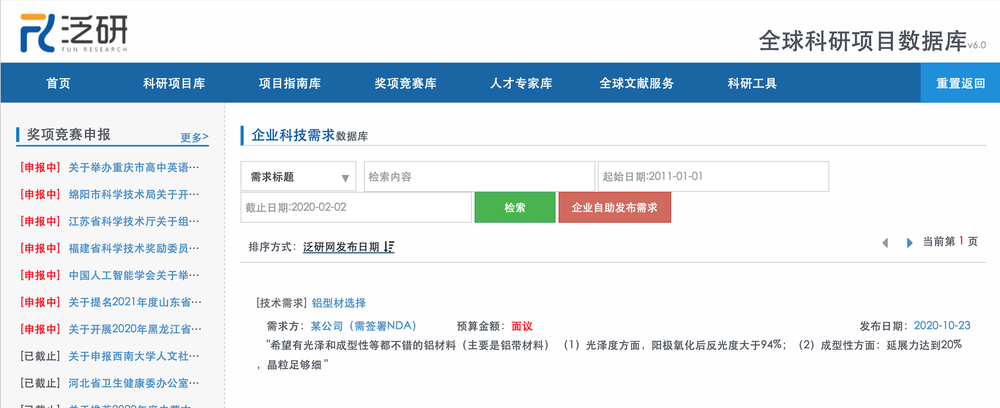 泛研
FUN RESEARCH
全球科研项目数据库v6.0
首页 科研项目库 项目指南库 奖项竞赛库 人才专家库 全球文献服务 科研工具 重置返回
奖项竞赛申报 更多>
[申报中] 关于举办重庆市高中英语…
[申报中] 绵阳市科学技术局关于开…
[申报中] 江苏省科学技术厅关于组…
[申报中] 福建省科学技术奖励委员…
[申报中] 中国人工智能学会关于举…
[申报中] 关于提名2021年度山东省…
[申报中] 关于开展2020年黑龙江省…
[已截止] 关于申报西南大学人文社…
[已截止] 河北省卫生健康委办公室…
企业科技需求数据库
需求标题 ▼ 检索内容 起始日期:2011-01-01
截止日期:2020-02-02 检索 企业自助发布需求
排序方式：泛研网发布日期 当前第 1 页
[技术需求] 铝型材选择
需求方：某公司（需签署NDA） 预算金额：面议 发布日期：2020-10-23
"希望有光泽和成型性等都不错的铝材料（主要是铝带材料） （1）光泽度方面，阳极氧化后反光度大于94%； （2）成型性方面：延展力达到20%
，晶粒足够细 "